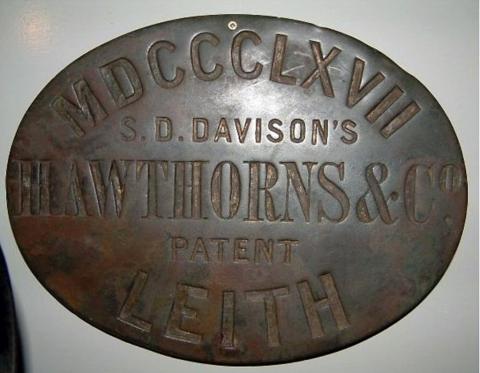 MDCCCLXVII
S. D. DAVISON'S
HAWTHORNS & Co.
PATENT
LEITH